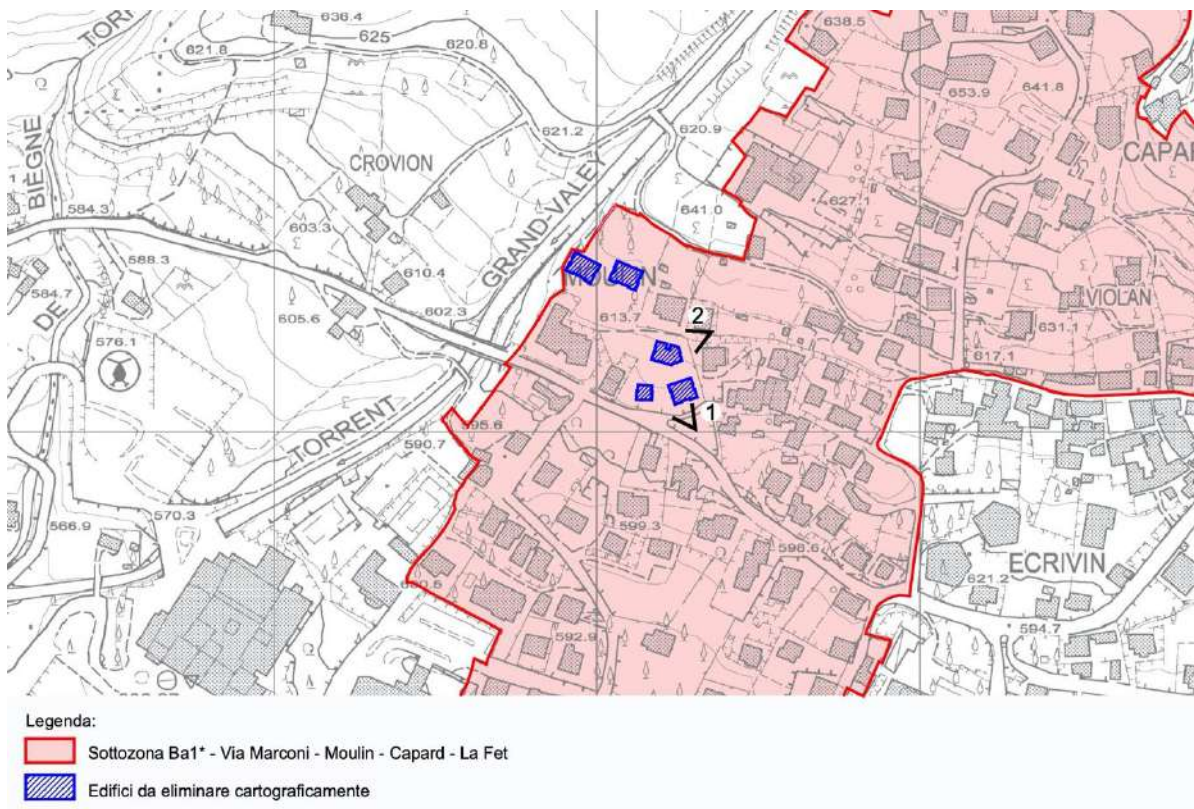 636.4
638.5
625
621.8
620.8
TORR
653.9
641.8
621.2
620.9
CAPAR
CROVION
BIÈGNE
GRAND-VALEY
627.1
584.3
603.3
641.0
588.3
610.4
MOULIN
584.7
DE
605.6
602.3
613.7
2
VIOLAN
631.1
576.1
617.1
1
TORRENT
595.6
590.7
570.3
599.3
566.9
598.6
ECRIVIN
621.2
592.9
594.7
Legenda:
Sottozona Ba1* - Via Marconi - Moulin - Capard - La Fet
Edifici da eliminare cartograficamente